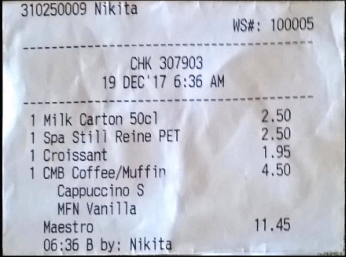 310250009 Nikita
WS#: 100005
CHK 307903
19 DEC'17 6:36 AM
1 Milk Carton 50cl 2.50
1 Spa Still Reine PET 2.50
1 Croissant 1.95
1 CMB Coffee/Muffin 4.50
Cappuccino S
MFN Vanilla
Maestro 11.45
06:36 B by: Nikita